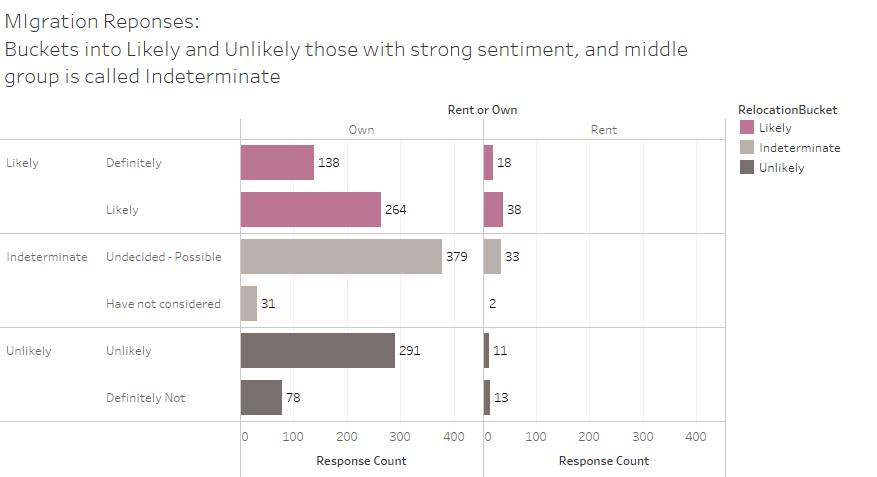 MIgration Reponses:
Buckets into Likely and Unlikely those with strong sentiment, and middle
group is called Indeterminate
Rent or Own
Own Rent
RelocationBucket
Likely
Indeterminate
Unlikely
Likely Definitely 138 18
Likely 264 38
Indeterminate Undecided - Possible 379 33
Have not considered 31 2
Unlikely Unlikely 291 11
Definitely Not 78 13
0 100 200 300 400 0 100 200 300 400
Response Count Response Count